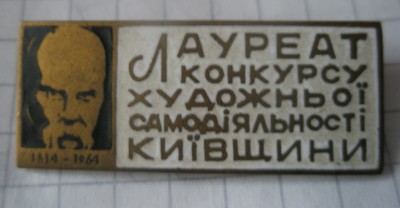 ЛАУРЕАТ
КОНКУРСУ
ХУДОЖНЬОЇ
САМОДІЯЛЬНОСТІ
КИЇВЩИНИ
1814-1964